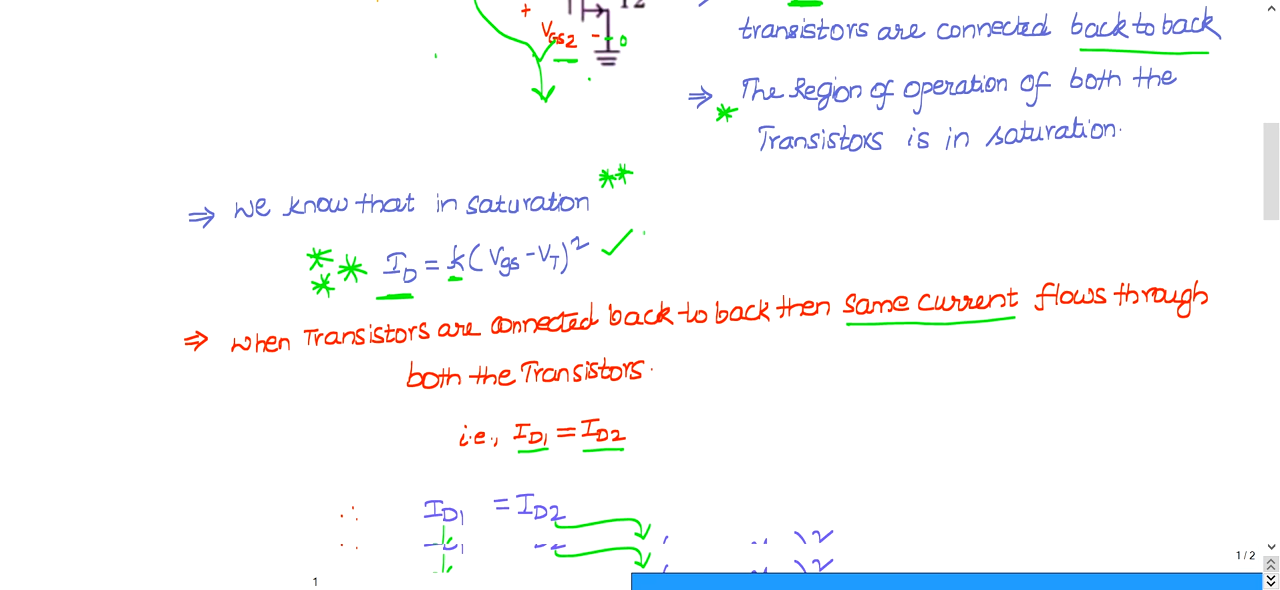 T2
+
VGS2 - 0
transistors are connected back to back
⇒ The Region of operation of both the
* Transistors is in saturation.
⇒ we know that in saturation **
*** ID = k(Vgs - VT)² ✓
⇒ when Transistors are connected back-to-back then same current flows through
both the Transistors.
i.e., ID1 = ID2
∴ ID1 = ID2
1 / 2
1